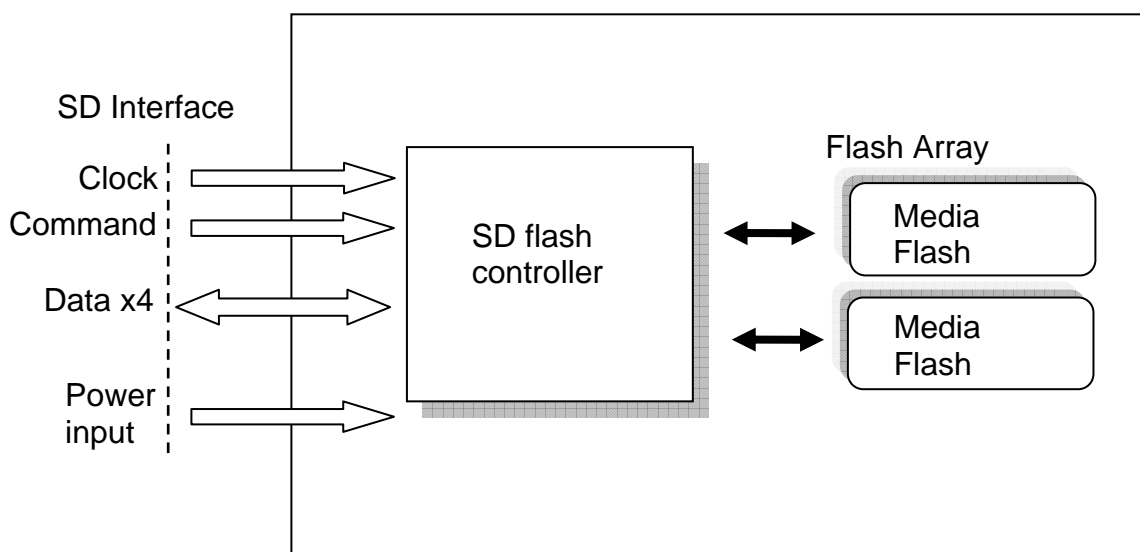 SD Interface
Clock
Command
Data x4
Power
input
SD flash
controller
Flash Array
Media
Flash
Media
Flash